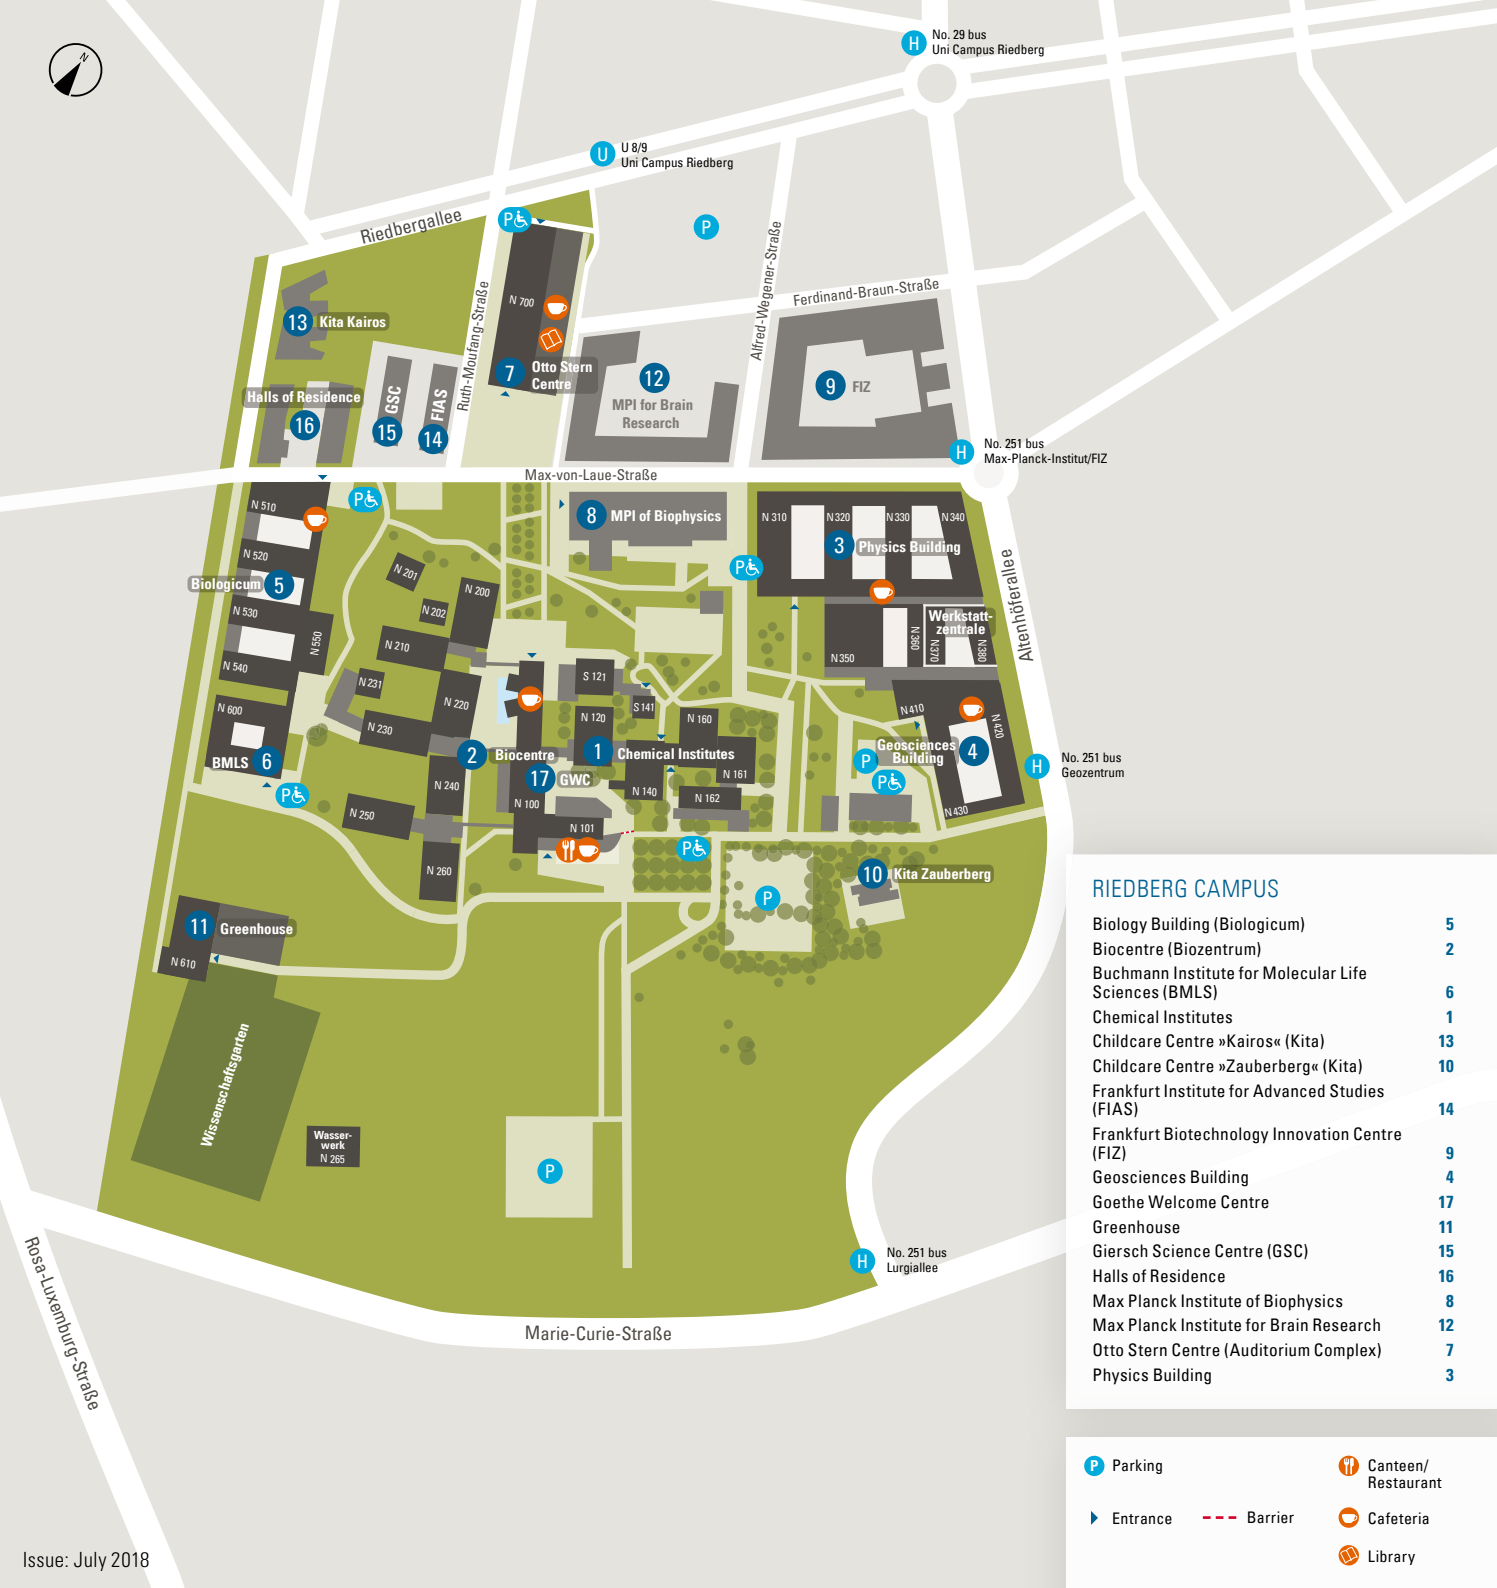 N
H
No. 29 bus
Uni Campus Riedberg
U
U 8/9
Uni Campus Riedberg
Riedbergallee
P
P
Ruth-Moufang-Straße
Alfred-Wegener-Straße
Ferdinand-Braun-Straße
N 700
13 Kita Kairos
7 Otto Stern
Centre
12
MPI for Brain
Research
9 FIZ
Halls of Residence
16
GSC
15
FIAS
14
H
No. 251 bus
Max-Planck-Institut/FIZ
Max-von-Laue-Straße
N 510
P
N 520
Biologicum 5
N 530
N 550
N 540
N 600
BMLS 6
P
8 MPI of Biophysics
P
N 310
N 320
N 330
N 340
3 Physics Building
Werkstatt-
zentrale
N 350
N 360
N 370
N 380
Altenhöferallee
N 201
N 202
N 200
N 210
N 231
N 220
N 230
N 240
N 250
N 260
S 121
S 141
N 120
N 160
1 Chemical Institutes
2 Biocentre
17 GWC
N 161
N 140
N 162
N 100
N 101
P
N 410
N 420
Geosciences
Building
4
P
P
N 430
H
No. 251 bus
Geozentrum
10 Kita Zauberberg
P
11 Greenhouse
N 610
Wissenschaftsgarten
Wasser-
werk
N 265
P
H
No. 251 bus
Lurgiallee
Marie-Curie-Straße
Rosa-Luxemburg-Straße
Issue: July 2018
RIEDBERG CAMPUS
Biology Building (Biologicum) 5
Biocentre (Biozentrum) 2
Buchmann Institute for Molecular Life
Sciences (BMLS) 6
Chemical Institutes 1
Childcare Centre »Kairos« (Kita) 13
Childcare Centre »Zauberberg« (Kita) 10
Frankfurt Institute for Advanced Studies
(FIAS) 14
Frankfurt Biotechnology Innovation Centre
(FIZ) 9
Geosciences Building 4
Goethe Welcome Centre 17
Greenhouse 11
Giersch Science Centre (GSC) 15
Halls of Residence 16
Max Planck Institute of Biophysics 8
Max Planck Institute for Brain Research 12
Otto Stern Centre (Auditorium Complex) 7
Physics Building 3
P Parking
Canteen/
Restaurant
Entrance
Barrier
Cafeteria
Library